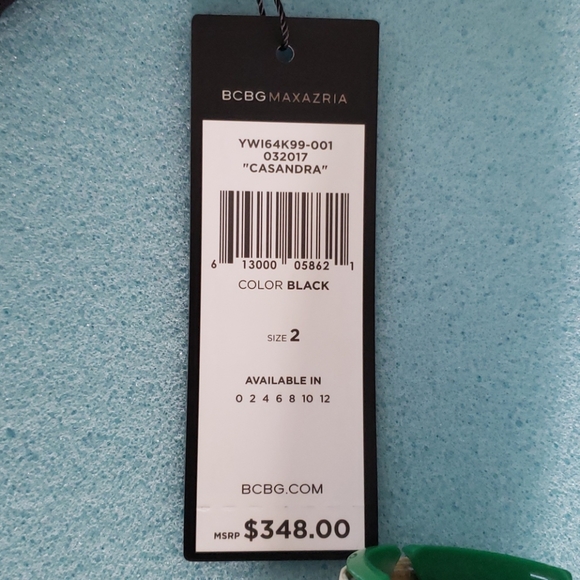 BCBGMAXAZRIA
YWI64K99-001
032017
"CASANDRA"
6 13000 05862 1
COLOR BLACK
SIZE 2
AVAILABLE IN
0 2 4 6 8 10 12
BCBG.COM
MSRP $348.00